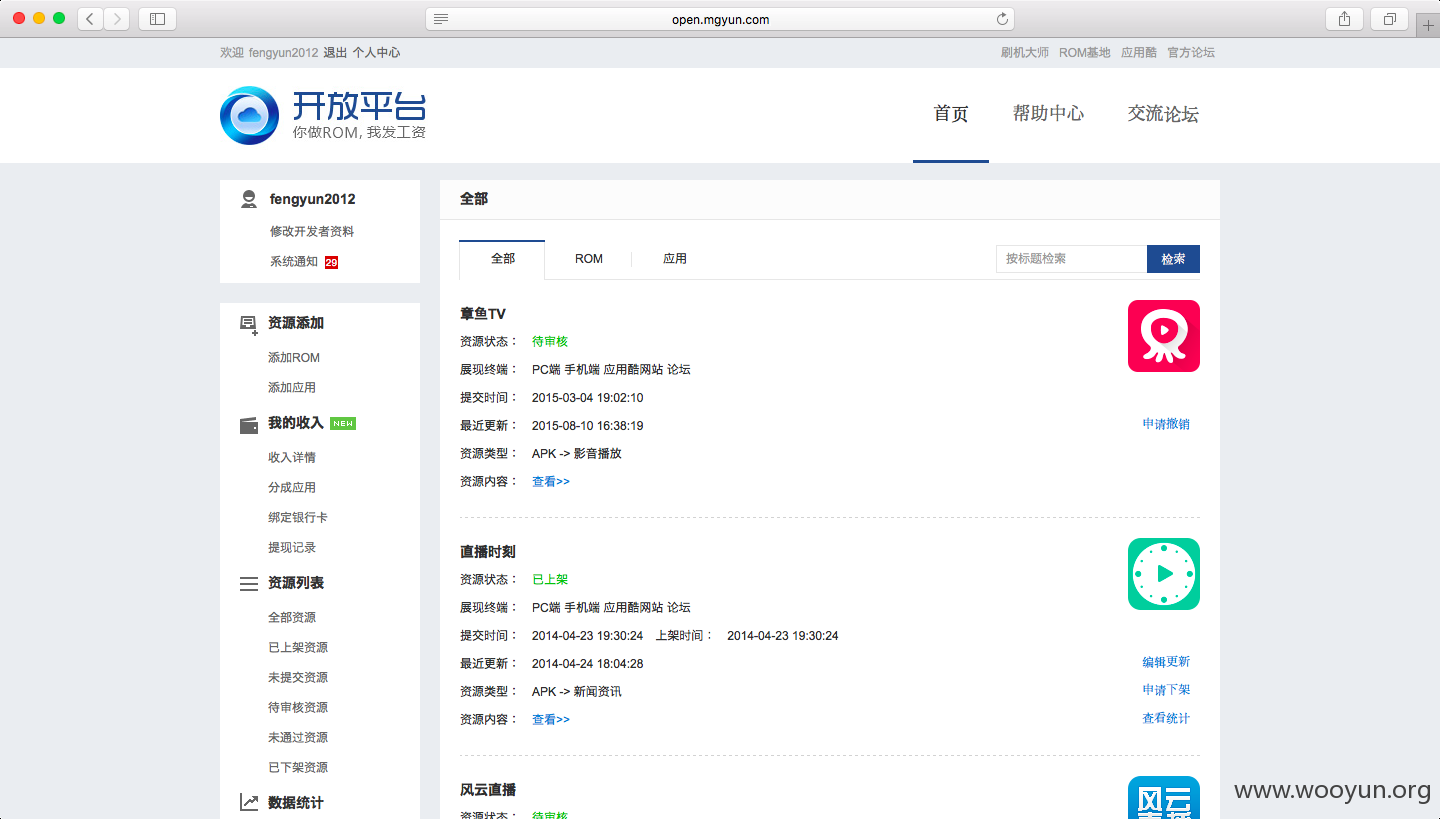 open.mgyun.com
欢迎 fengyun2012 退出 个人中心
刷机大师 ROM基地 应用酷 官方论坛
开放平台
你做ROM, 我发工资
首页 帮助中心 交流论坛
fengyun2012
修改开发者资料
系统通知 29
资源添加
添加ROM
添加应用
我的收入 NEW
收入详情
分成应用
绑定银行卡
提现记录
资源列表
全部资源
已上架资源
未提交资源
待审核资源
未通过资源
已下架资源
数据统计
全部
全部 ROM 应用 按标题检索 检索
章鱼TV
资源状态： 待审核
展现终端： PC端 手机端 应用酷网站 论坛
提交时间： 2015-03-04 19:02:10
最近更新： 2015-08-10 16:38:19 申请撤销
资源类型： APK -> 影音播放
资源内容： 查看>>
直播时刻
资源状态： 已上架
展现终端： PC端 手机端 应用酷网站 论坛
提交时间： 2014-04-23 19:30:24 上架时间： 2014-04-23 19:30:24
最近更新： 2014-04-24 18:04:28 编辑更新
资源类型： APK -> 新闻资讯 申请下架
资源内容： 查看>> 查看统计
风云直播
风云
直播
资源状态： 待审核
www.wooyun.org